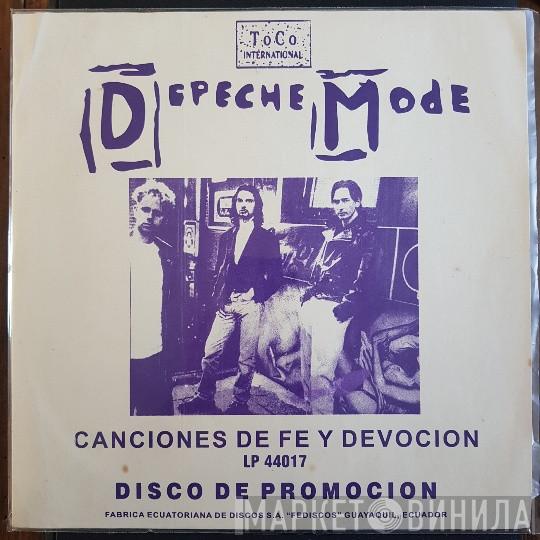 ToCo
INTERNATIONAL
DEPECHE MODE
CANCIONES DE FE Y DEVOCION
LP 44017
DISCO DE PROMOCION
FABRICA ECUATORIANA DE DISCOS S.A. "FEDISCOS" GUAYAQUIL, ECUADOR
МАРКЕТ ВИНИЛА